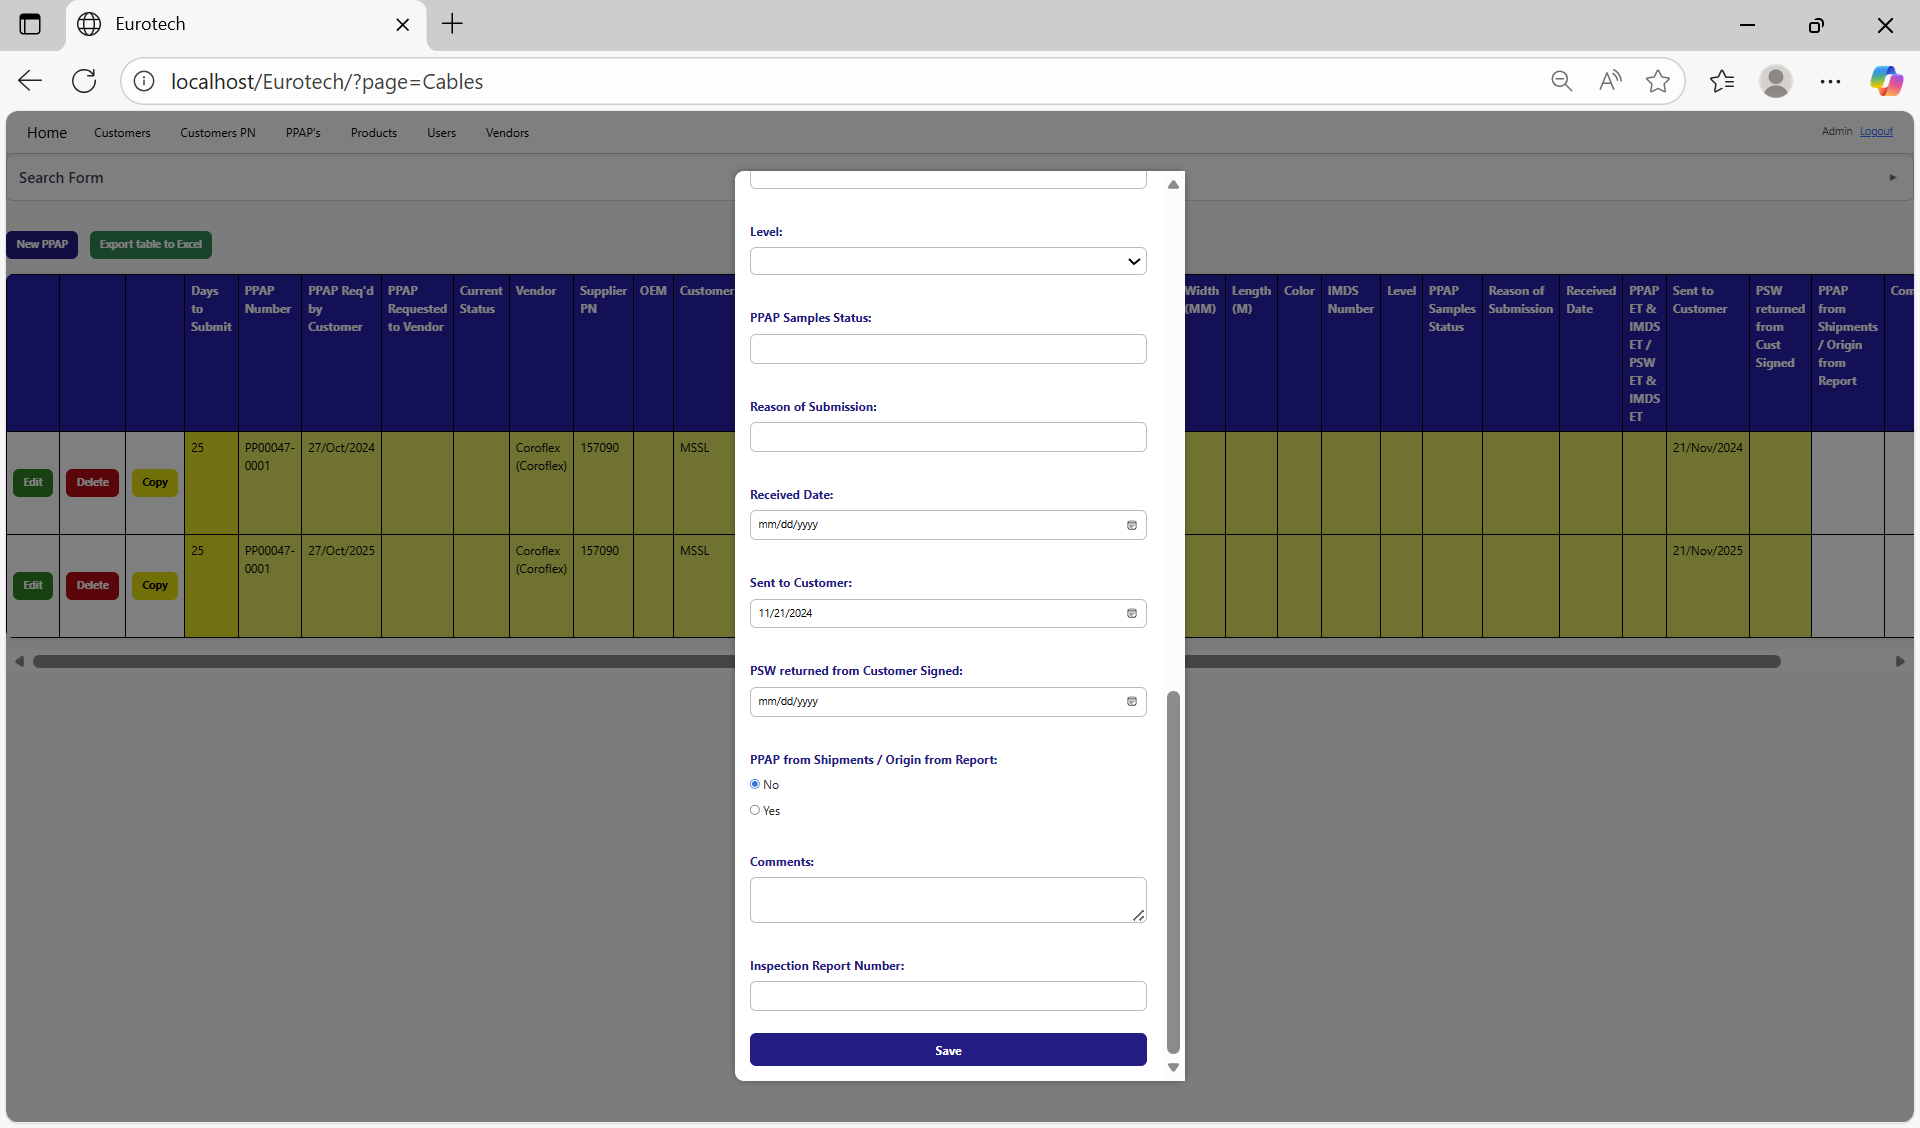 Eurotech
localhost/Eurotech/?page=Cables
Home Customers Customers PN PPAP's Products Users Vendors Admin Logout
Search Form
New PPAP Export table to Excel
Days to Submit
PPAP Number
PPAP Req'd by Customer
PPAP Requested to Vendor
Current Status
Vendor
Supplier PN
OEM
Customer
Width (MM)
Length (M)
Color
IMDS Number
Level
PPAP Samples Status
Reason of Submission
Received Date
PPAP ET & IMDS ET / PSW ET & IMDS ET
Sent to Customer
PSW returned from Cust Signed
PPAP from Shipments / Origin from Report
Com
Edit Delete Copy 25 PP00047-0001 27/Oct/2024 Coroflex (Coroflex) 157090 MSSL 21/Nov/2024
Edit Delete Copy 25 PP00047-0001 27/Oct/2025 Coroflex (Coroflex) 157090 MSSL 21/Nov/2025
Level:
PPAP Samples Status:
Reason of Submission:
Received Date:
mm/dd/yyyy
Sent to Customer:
11/21/2024
PSW returned from Customer Signed:
mm/dd/yyyy
PPAP from Shipments / Origin from Report:
No
Yes
Comments:
Inspection Report Number:
Save